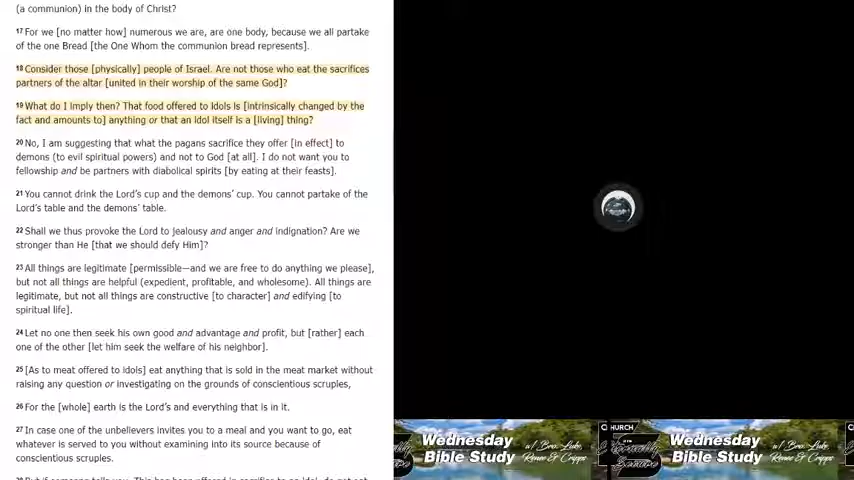 (a communion) in the body of Christ?
17 For we [no matter how] numerous we are, are one body, because we all partake
of the one Bread [the One Whom the communion bread represents].
18 Consider those [physically] people of Israel. Are not those who eat the sacrifices
partners of the altar [united in their worship of the same God]?
19 What do I imply then? That food offered to idols is [intrinsically changed by the
fact and amounts to] anything or that an idol itself is a [living] thing?
20 No, I am suggesting that what the pagans sacrifice they offer [in effect] to
demons (to evil spiritual powers) and not to God [at all]. I do not want you to
fellowship and be partners with diabolical spirits [by eating at their feasts].
21 You cannot drink the Lord's cup and the demons' cup. You cannot partake of the
Lord's table and the demons' table.
22 Shall we thus provoke the Lord to jealousy and anger and indignation? Are we
stronger than He [that we should defy Him]?
23 All things are legitimate [permissible—and we are free to do anything we please],
but not all things are helpful (expedient, profitable, and wholesome). All things are
legitimate, but not all things are constructive [to character] and edifying [to
spiritual life].
24 Let no one then seek his own good and advantage and profit, but [rather] each
one of the other [let him seek the welfare of his neighbor].
25 [As to meat offered to idols] eat anything that is sold in the meat market without
raising any question or investigating on the grounds of conscientious scruples,
26 For the [whole] earth is the Lord's and everything that is in it.
27 In case one of the unbelievers invites you to a meal and you want to go, eat
whatever is served to you without examining into its source because of
conscientious scruples.
Wednesday
Bible Study
w/ Bro. Luke,
Renee & Cripps
CHURCH
Eternally
Secure
Wednesday
Bible Study
w/ Bro. Luke,
Renee & Cripps